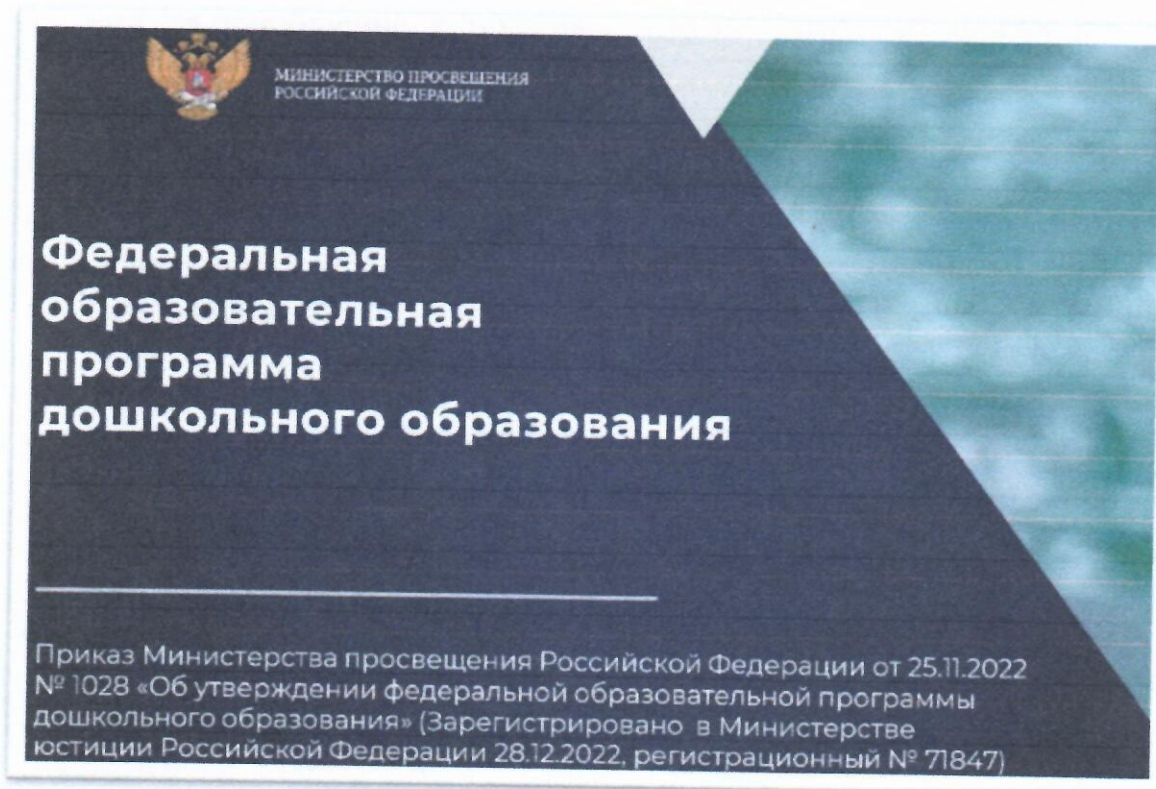 МИНИСТЕРСТВО ПРОСВЕЩЕНИЯ
РОССИЙСКОЙ ФЕДЕРАЦИИ
Федеральная
образовательная
программа
дошкольного образования
Приказ Министерства просвещения Российской Федерации от 25.11.2022
№ 1028 «Об утверждении федеральной образовательной программы
дошкольного образования» (Зарегистрировано в Министерстве
юстиции Российской Федерации 28.12.2022, регистрационный № 71847)